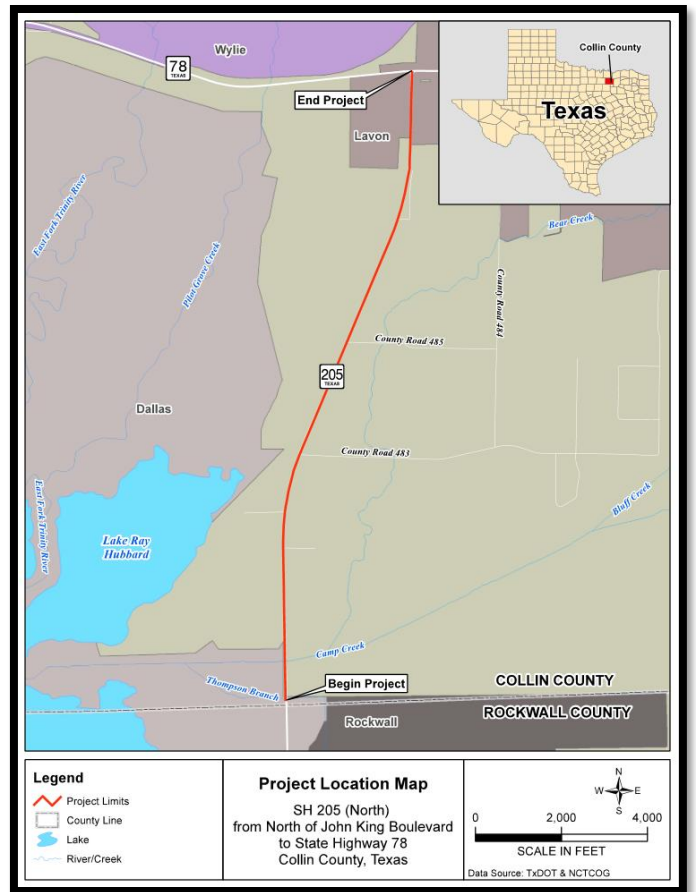 Wylie
78
TEXAS
End Project
Lavon
Collin County
Texas
East Fork Trinity River
Pilot Grove Creek
Bear Creek
County Road 484
County Road 485
205
TEXAS
Dallas
County Road 483
East Fork Trinity River
Lake Ray
Hubbard
Bluff Creek
Camp Creek
Thompson Branch
Begin Project
COLLIN COUNTY
ROCKWALL COUNTY
Rockwall
Legend
Project Limits
County Line
Lake
River/Creek
Project Location Map
SH 205 (North)
from North of John King Boulevard
to State Highway 78
Collin County, Texas
N
W E
S
0 2,000 4,000
SCALE IN FEET
Data Source: TxDOT & NCTCOG